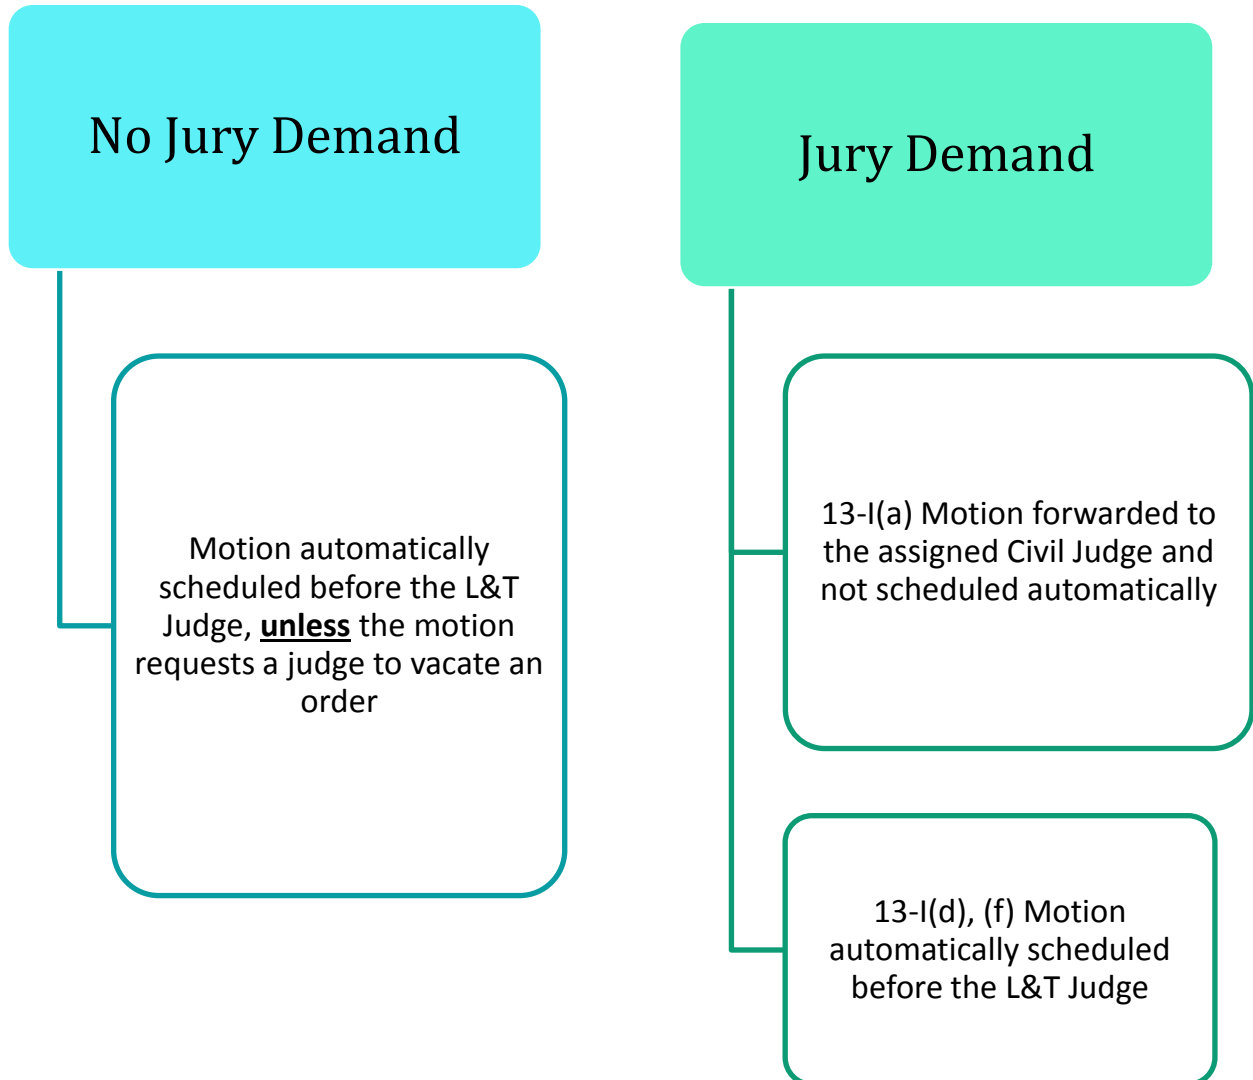 No Jury Demand
Motion automatically
scheduled before the L&T
Judge, unless the motion
requests a judge to vacate an
order
Jury Demand
13-I(a) Motion forwarded to
the assigned Civil Judge and
not scheduled automatically
13-I(d), (f) Motion
automatically scheduled
before the L&T Judge